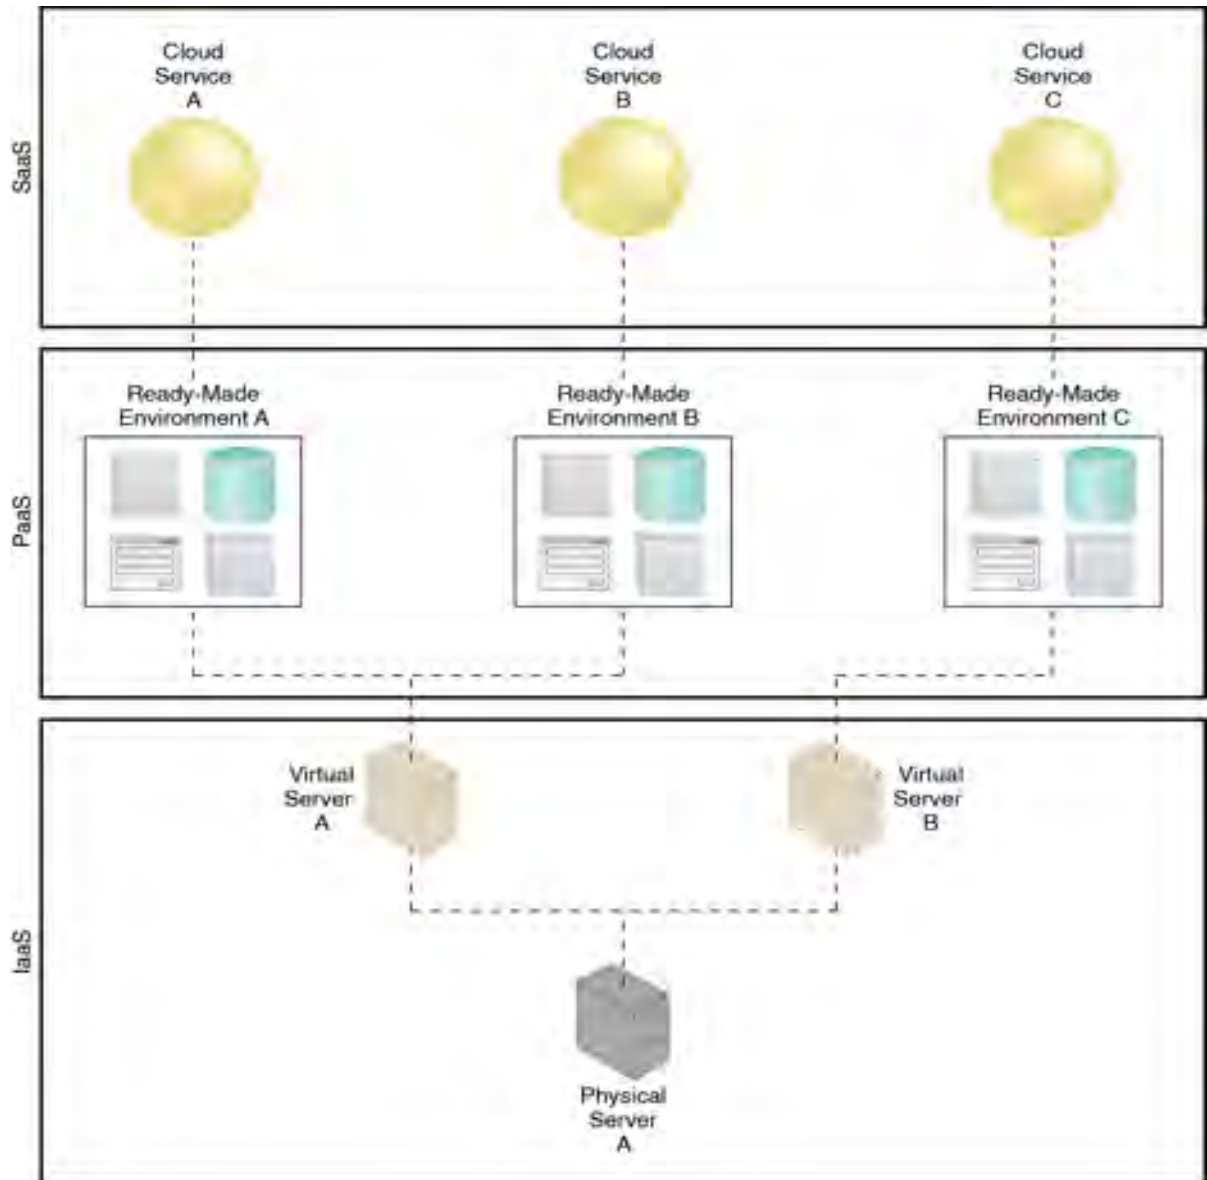 Cloud
Service
A
Cloud
Service
B
Cloud
Service
C
SaaS
Ready-Made
Environment A
Ready-Made
Environment B
Ready-Made
Environment C
PaaS
Virtual
Server
A
Virtual
Server
B
IaaS
Physical
Server
A